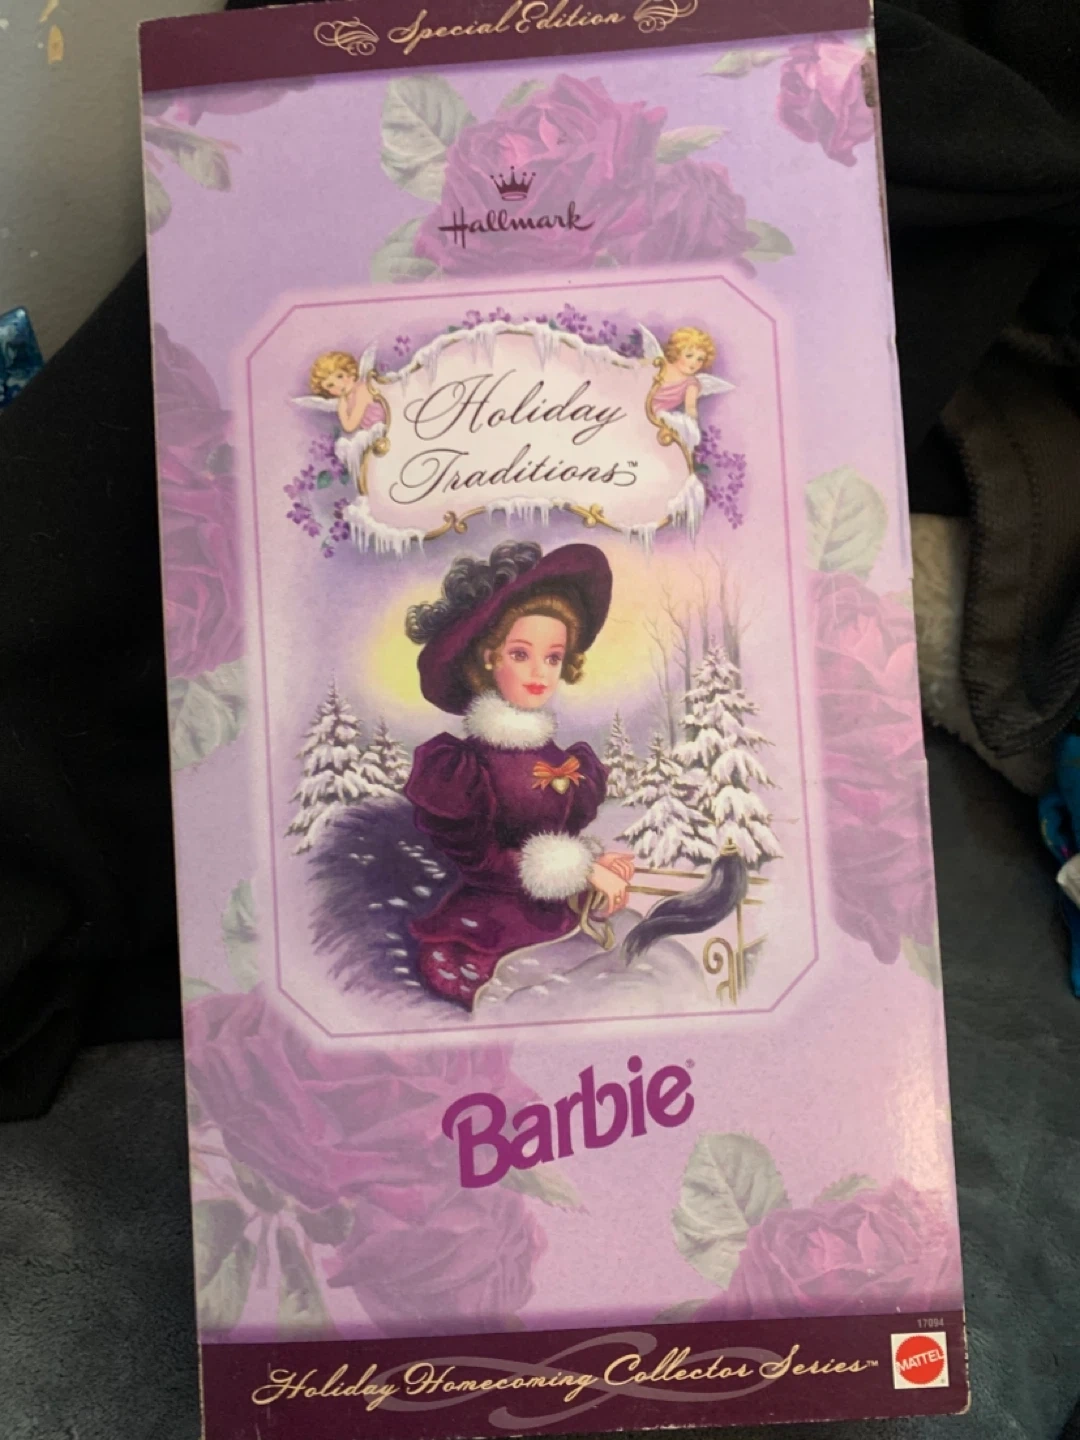 Special Edition
Hallmark
Holiday
Traditions™
Barbie®
17094
MATTEL
Holiday Homecoming Collector Series™